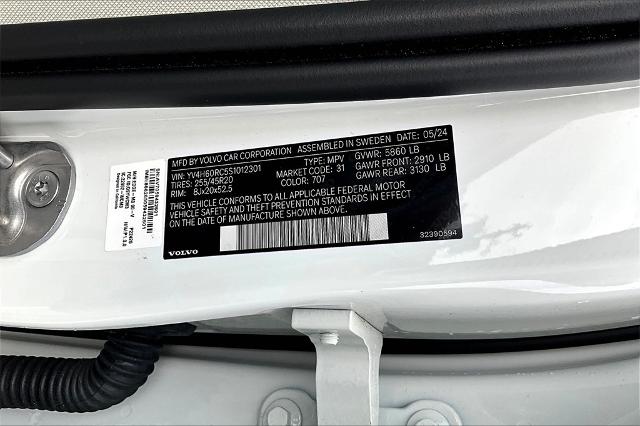 MFD BY VOLVO CAR CORPORATION ASSEMBLED IN SWEDEN 05/24
VIN: YV4H60RC5S1012301 TYPE: MPV GVWR: 5860 LB
TIRES: 255/45R20 MARKET CODE: 31 GAWR FRONT: 2910 LB
RIM: 8Jx20x52.5 COLOR: 707 GAWR REAR: 3130 LB
THIS VEHICLE CONFORMS TO ALL APPLICABLE FEDERAL MOTOR
VEHICLE SAFETY, BUMPER, AND THEFT PREVENTION STANDARDS IN EFFECT
ON THE DATE OF MANUFACTURE SHOWN ABOVE.
VOLVO 32390594